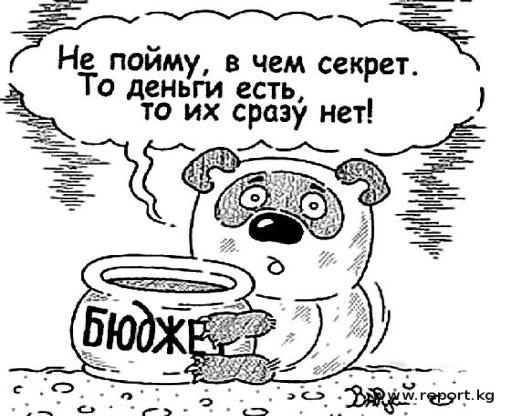 Не пойму, в чем секрет.
То деньги есть,
то их сразу нет!
БЮДЖЕ
www.report.kg